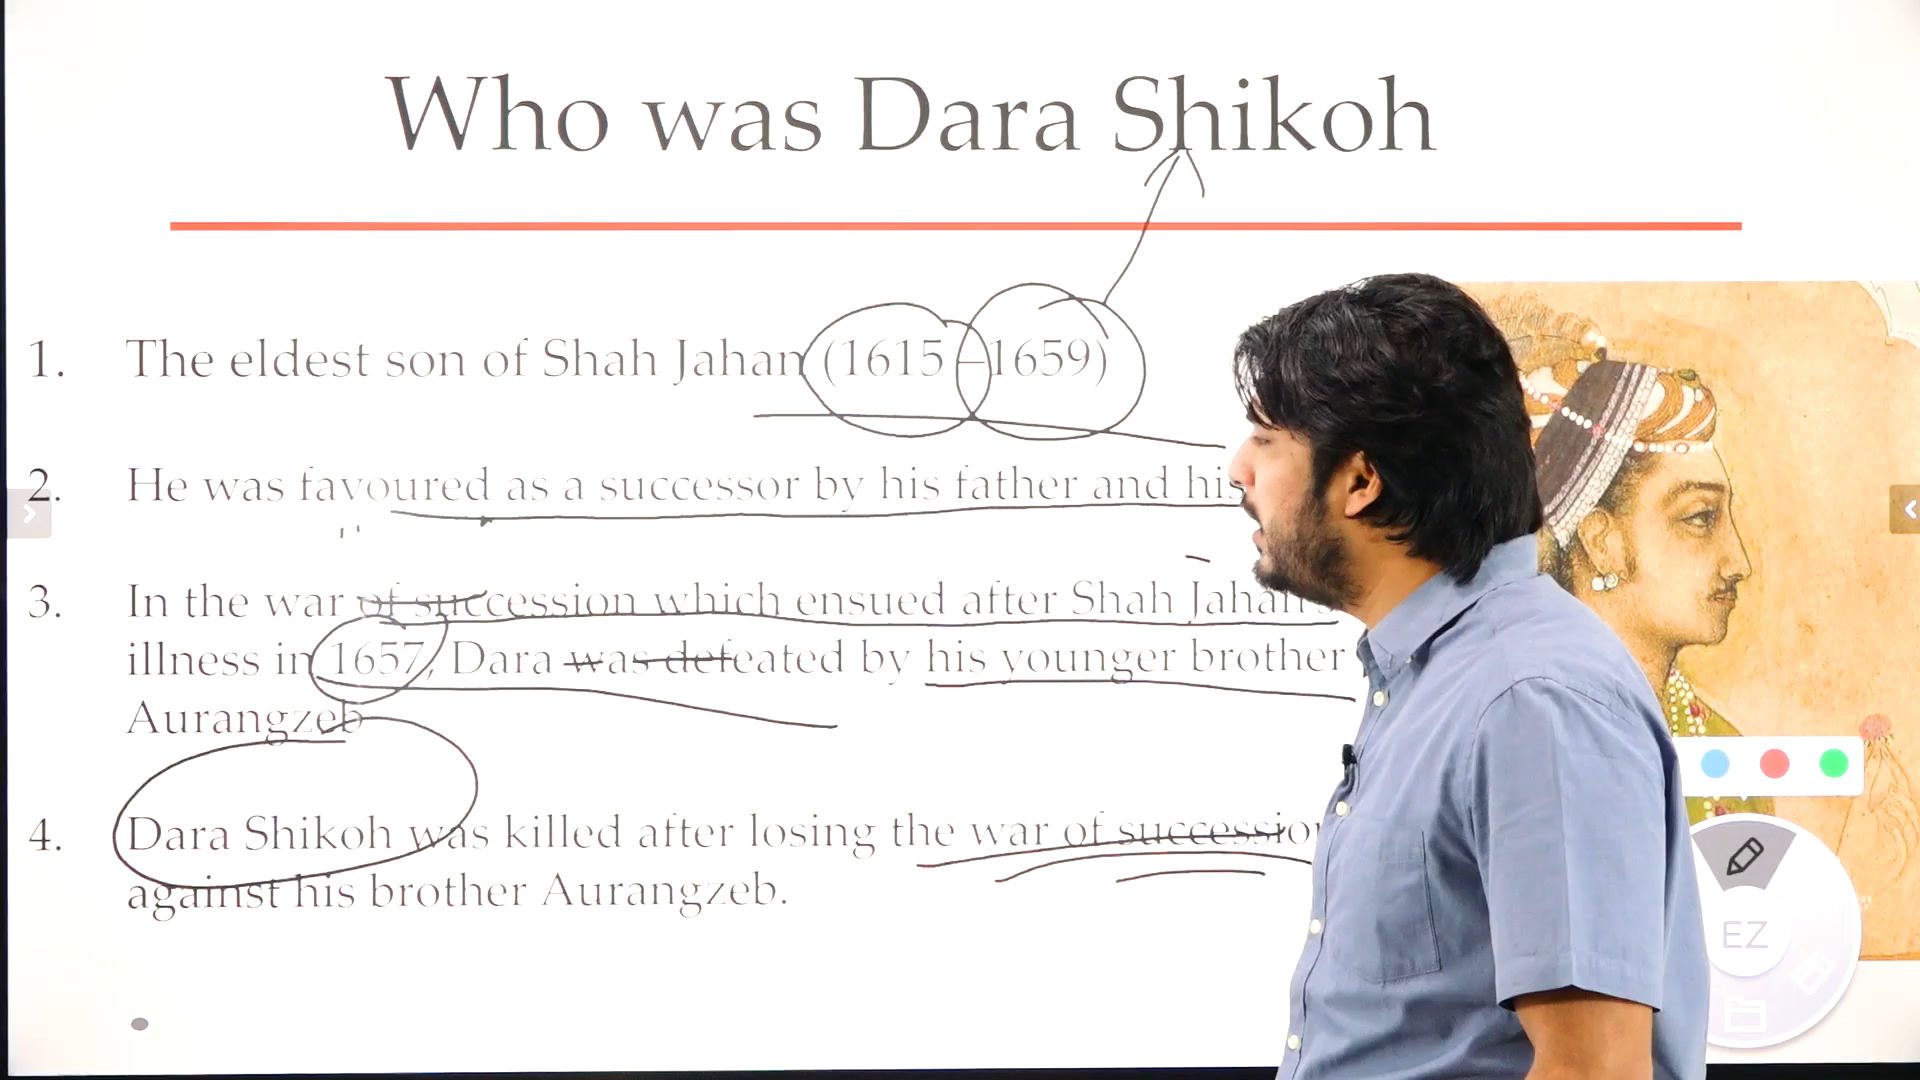 Who was Dara Shikoh
1. The eldest son of Shah Jahan (1615 – 1659)
2. He was favoured as a successor by his father and his
3. In the war of succession which ensued after Shah Jahan's
illness in 1657, Dara was defeated by his younger brother
Aurangzeb
4. Dara Shikoh was killed after losing the war of succession
against his brother Aurangzeb.
EZ